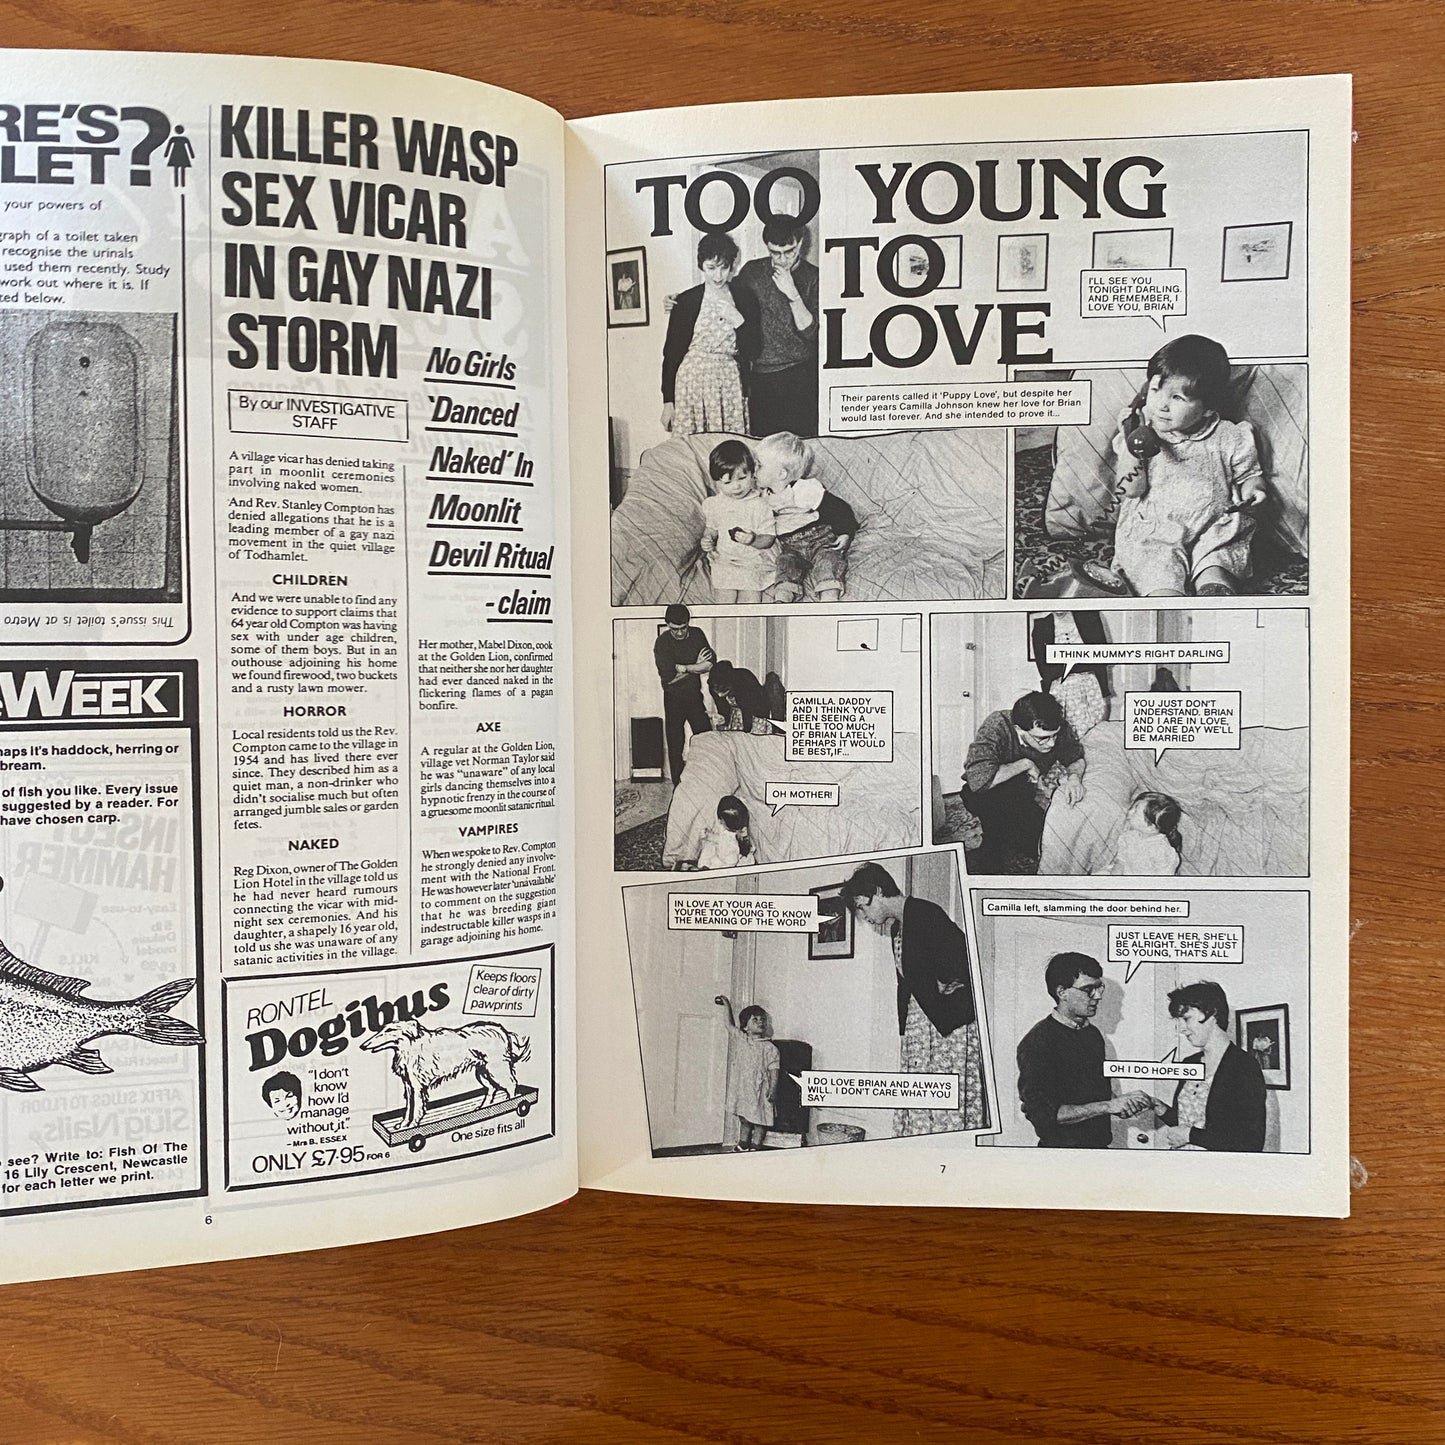 RE'S
LET?
your powers of
graph of a toilet taken
recognise the urinals
used them recently. Study
work out where it is. If
ted below.
This issue's toilet is at Metro
WEEK
haps it's haddock, herring or
bream.
of fish you like. Every issue
suggested by a reader. For
have chosen carp.
see? Write to: Fish Of The
16 Lily Crescent, Newcastle
for each letter we print.
KILLER WASP
SEX VICAR
IN GAY NAZI
STORM
No Girls
'Danced
Naked' In
Moonlit
Devil Ritual
- claim
By our INVESTIGATIVE
STAFF
A village vicar has denied taking
part in moonlit ceremonies
involving naked women.
And Rev. Stanley Compton has
denied allegations that he is a
leading member of a gay nazi
movement in the quiet village
of Todhamlet.
CHILDREN
And we were unable to find any
evidence to support claims that
64 year old Compton was having
sex with under age children,
some of them boys. But in an
outhouse adjoining his home
we found firewood, two buckets
and a rusty lawn mower.
HORROR
Local residents told us the Rev.
Compton came to the village in
1954 and has lived there ever
since. They described him as a
quiet man, a non-drinker who
didn't socialise much but often
arranged jumble sales or garden
fetes.
NAKED
Reg Dixon, owner of The Golden
Lion Hotel in the village told us
he had never heard rumours
connecting the vicar with mid-
night sex ceremonies. And his
daughter, a shapely 16 year old,
told us she was unaware of any
satanic activities in the village.
Her mother, Mabel Dixon, cook
at the Golden Lion, confirmed
that neither she nor her daughter
had ever danced naked in the
flickering flames of a pagan
bonfire.
AXE
A regular at the Golden Lion,
village vet Norman Taylor said
he was "unaware" of any local
girls dancing themselves into a
hypnotic frenzy in the course of
a gruesome moonlit satanic ritual.
VAMPIRES
When we spoke to Rev. Compton
he strongly denied any involve-
ment with the National Front.
He was however later 'unavailable'
to comment on the suggestion
that he was breeding giant
indestructable killer wasps in a
garage adjoining his home.
RONTEL
Dogibus
Keeps floors
clear of dirty
pawprints
"I don't
know
how I'd
manage
without it."
- Mrs B. ESSEX
One size fits all
ONLY £7·95 FOR 6
6
TOO YOUNG
TO
LOVE
I'LL SEE YOU
TONIGHT DARLING.
AND REMEMBER, I
LOVE YOU, BRIAN
Their parents called it 'Puppy Love', but despite her
tender years Camilla Johnson knew her love for Brian
would last forever. And she intended to prove it...
CAMILLA. DADDY
AND I THINK YOU'VE
BEEN SEEING A
LIITLE TOO MUCH
OF BRIAN LATELY.
PERHAPS IT WOULD
BE BEST, IF...
OH MOTHER!
I THINK MUMMY'S RIGHT DARLING
YOU JUST DON'T
UNDERSTAND. BRIAN
AND I ARE IN LOVE,
AND ONE DAY WE'LL
BE MARRIED
IN LOVE AT YOUR AGE.
YOU'RE TOO YOUNG TO KNOW
THE MEANING OF THE WORD
I DO LOVE BRIAN AND ALWAYS
WILL. I DON'T CARE WHAT YOU
SAY
Camilla left, slamming the door behind her.
JUST LEAVE HER, SHE'LL
BE ALRIGHT. SHE'S JUST
SO YOUNG, THAT'S ALL
OH I DO HOPE SO
7